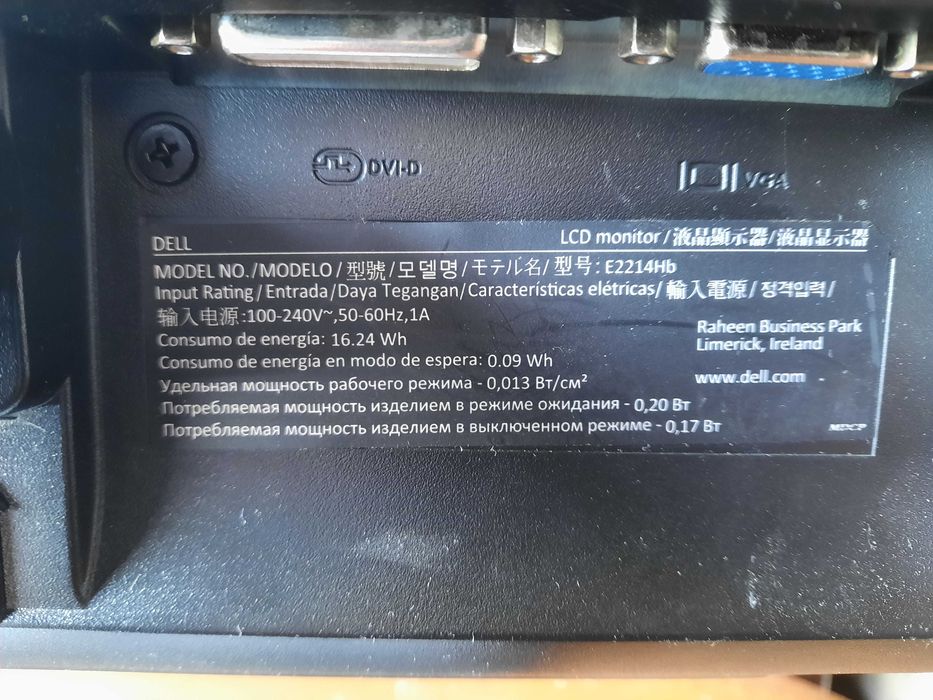 DVI-D
VGA
DELL
LCD monitor / 液晶顯示器/液晶显示器
MODEL NO./MODELO / 型號/모델명/モデル名/ 型号: E2214Hb
Input Rating/Entrada/Daya Tegangan/Características elétricas/ 輸入電源/ 정격입력/
输入电源:100-240V~,50-60Hz,1A
Consumo de energía: 16.24 Wh
Consumo de energía en modo de espera: 0.09 Wh
Удельная мощность рабочего режима - 0,013 Вт/см²
Потребляемая мощность изделием в режиме ожидания - 0,20 Вт
Потребляемая мощность изделием в выключенном режиме - 0,17 Вт
Raheen Business Park
Limerick, Ireland
www.dell.com
MDCP